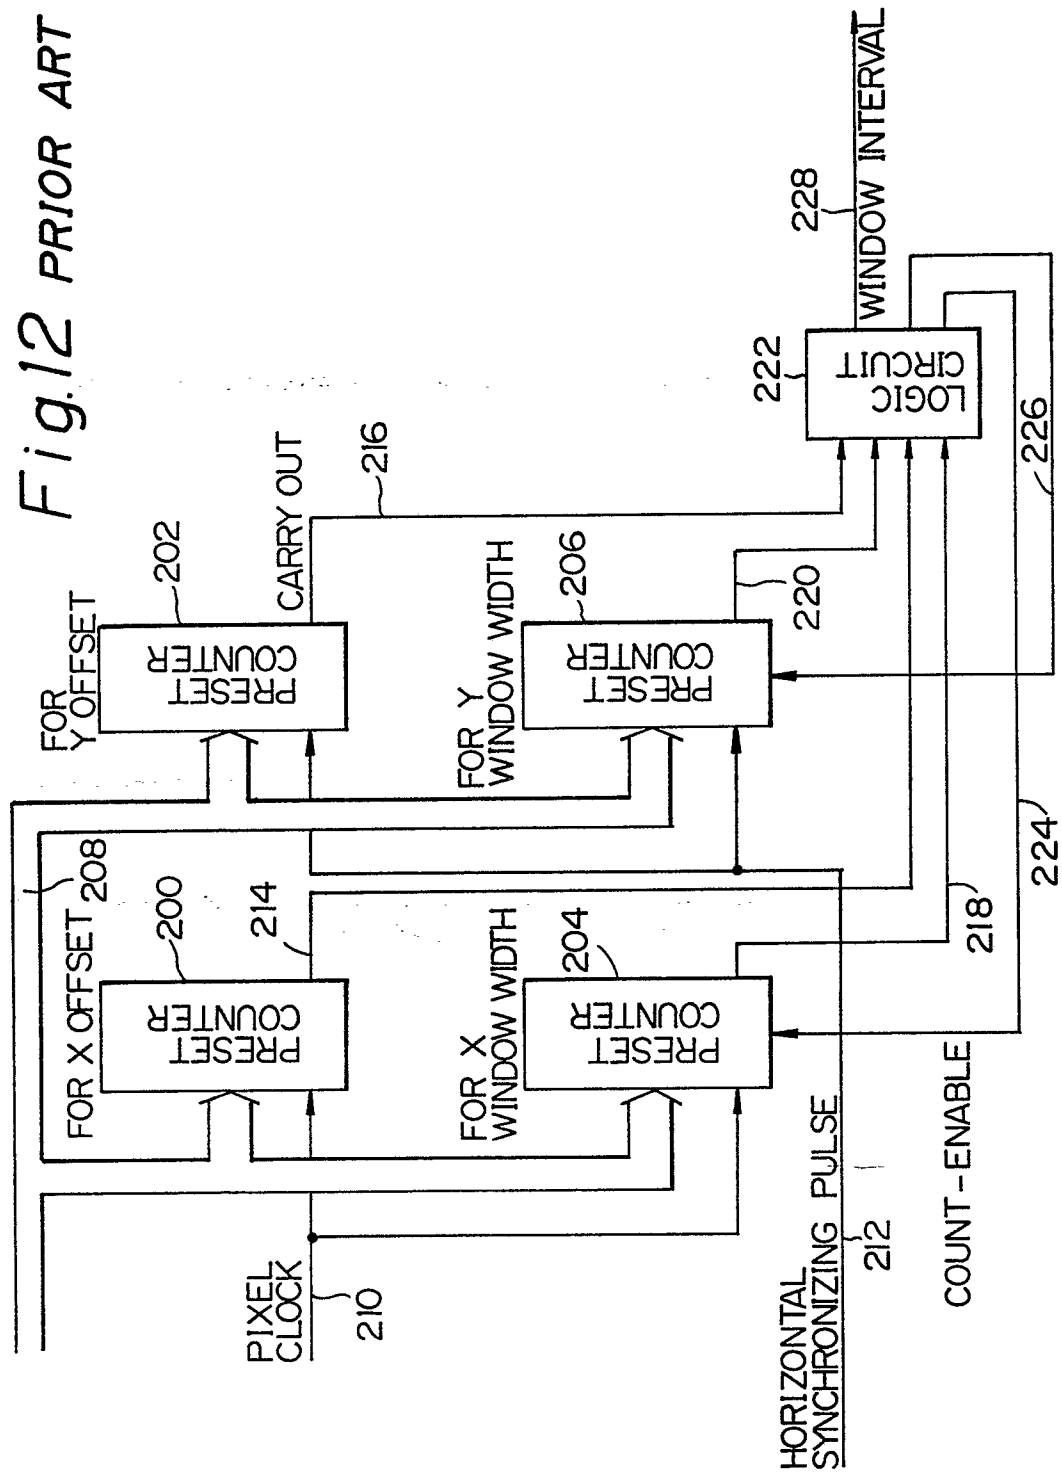 Fig.12 PRIOR ART
208
FOR X OFFSET
200
PRESET
COUNTER
214
FOR
Y OFFSET
202
PRESET
COUNTER
CARRY OUT
216
PIXEL
CLOCK
210
FOR X
WINDOW WIDTH
204
PRESET
COUNTER
FOR Y
WINDOW WIDTH
206
PRESET
COUNTER
220
222
LOGIC
CIRCUIT
228
WINDOW INTERVAL
HORIZONTAL
SYNCHRONIZING PULSE
212
218
COUNT-ENABLE
224
226